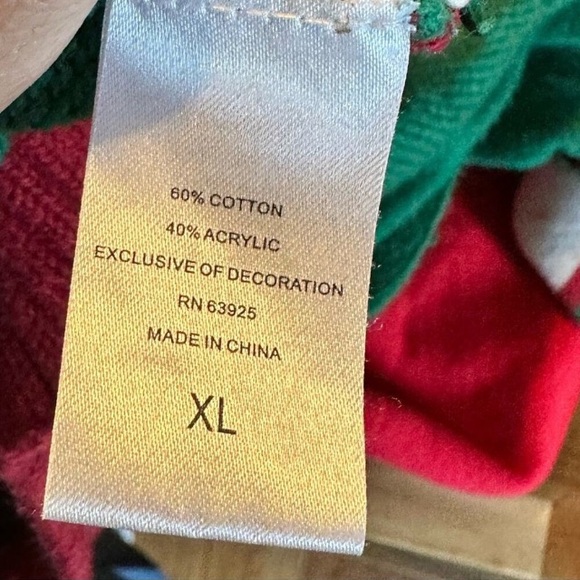 60% COTTON
40% ACRYLIC
EXCLUSIVE OF DECORATION
RN 63925
MADE IN CHINA
XL